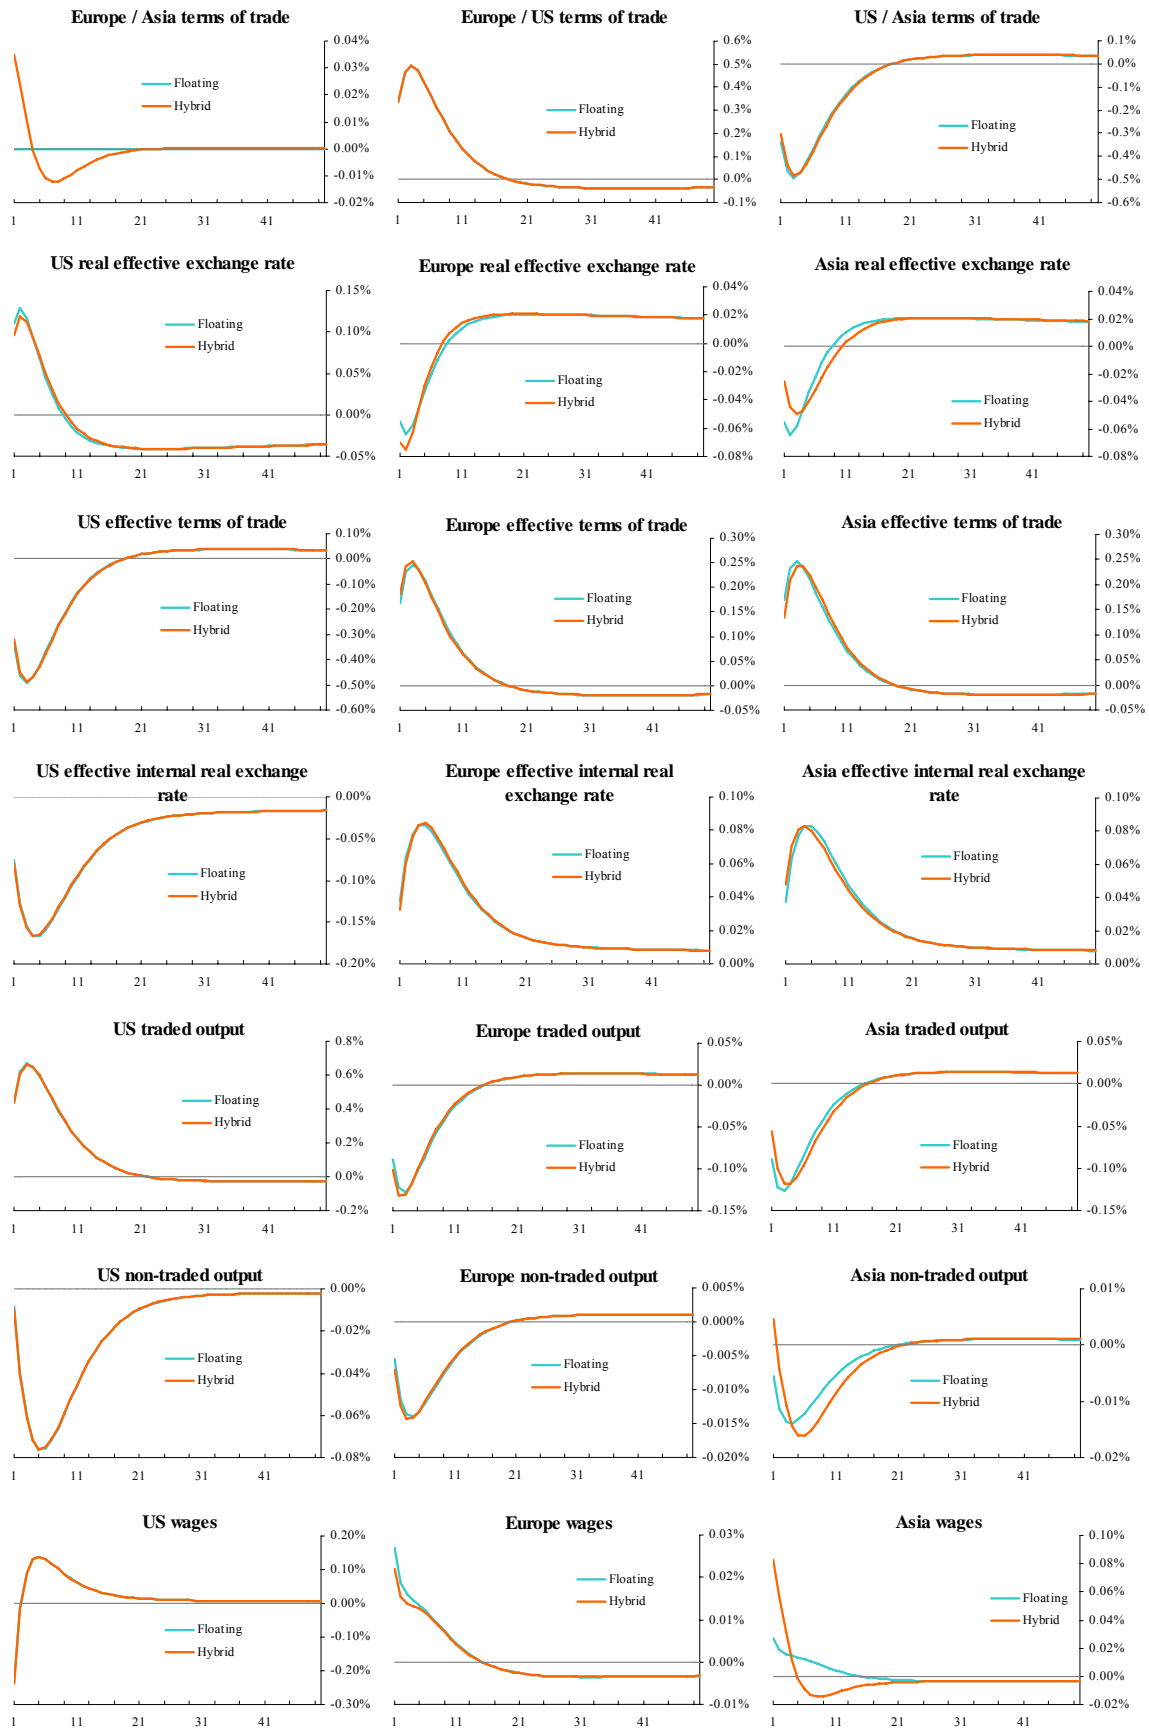 Europe / Asia terms of trade
0.04%
0.03%
0.02%
0.01%
0.00%
-0.01%
-0.02%
Floating
Hybrid
1 11 21 31 41
Europe / US terms of trade
0.6%
0.5%
0.4%
0.3%
0.2%
0.1%
0.0%
-0.1%
Floating
Hybrid
1 11 21 31 41
US / Asia terms of trade
0.1%
0.0%
-0.1%
-0.2%
-0.3%
-0.4%
-0.5%
-0.6%
Floating
Hybrid
1 11 21 31 41
US real effective exchange rate
0.15%
0.10%
0.05%
0.00%
-0.05%
Floating
Hybrid
1 11 21 31 41
Europe real effective exchange rate
0.04%
0.02%
0.00%
-0.02%
-0.04%
-0.06%
-0.08%
Floating
Hybrid
1 11 21 31 41
Asia real effective exchange rate
0.04%
0.02%
0.00%
-0.02%
-0.04%
-0.06%
-0.08%
Floating
Hybrid
1 11 21 31 41
US effective terms of trade
0.10%
0.00%
-0.10%
-0.20%
-0.30%
-0.40%
-0.50%
-0.60%
Floating
Hybrid
1 11 21 31 41
Europe effective terms of trade
0.30%
0.25%
0.20%
0.15%
0.10%
0.05%
0.00%
-0.05%
Floating
Hybrid
1 11 21 31 41
Asia effective terms of trade
0.30%
0.25%
0.20%
0.15%
0.10%
0.05%
0.00%
-0.05%
Floating
Hybrid
1 11 21 31 41
US effective internal real exchange
rate
0.00%
-0.05%
-0.10%
-0.15%
-0.20%
Floating
Hybrid
1 11 21 31 41
Europe effective internal real
exchange rate
0.10%
0.08%
0.06%
0.04%
0.02%
0.00%
Floating
Hybrid
1 11 21 31 41
Asia effective internal real exchange
rate
0.10%
0.08%
0.06%
0.04%
0.02%
0.00%
Floating
Hybrid
1 11 21 31 41
US traded output
0.8%
0.6%
0.4%
0.2%
0.0%
-0.2%
Floating
Hybrid
1 11 21 31 41
Europe traded output
0.05%
0.00%
-0.05%
-0.10%
-0.15%
Floating
Hybrid
1 11 21 31 41
Asia traded output
0.05%
0.00%
-0.05%
-0.10%
-0.15%
Floating
Hybrid
1 11 21 31 41
US non-traded output
0.00%
-0.02%
-0.04%
-0.06%
-0.08%
Floating
Hybrid
1 11 21 31 41
Europe non-traded output
0.005%
0.000%
-0.005%
-0.010%
-0.015%
-0.020%
Floating
Hybrid
1 11 21 31 41
Asia non-traded output
0.01%
0.00%
-0.01%
-0.02%
Floating
Hybrid
1 11 21 31 41
US wages
0.20%
0.10%
0.00%
-0.10%
-0.20%
-0.30%
Floating
Hybrid
1 11 21 31 41
Europe wages
0.03%
0.02%
0.01%
0.00%
-0.01%
Floating
Hybrid
1 11 21 31 41
Asia wages
0.10%
0.08%
0.06%
0.04%
0.02%
0.00%
-0.02%
Floating
Hybrid
1 11 21 31 41